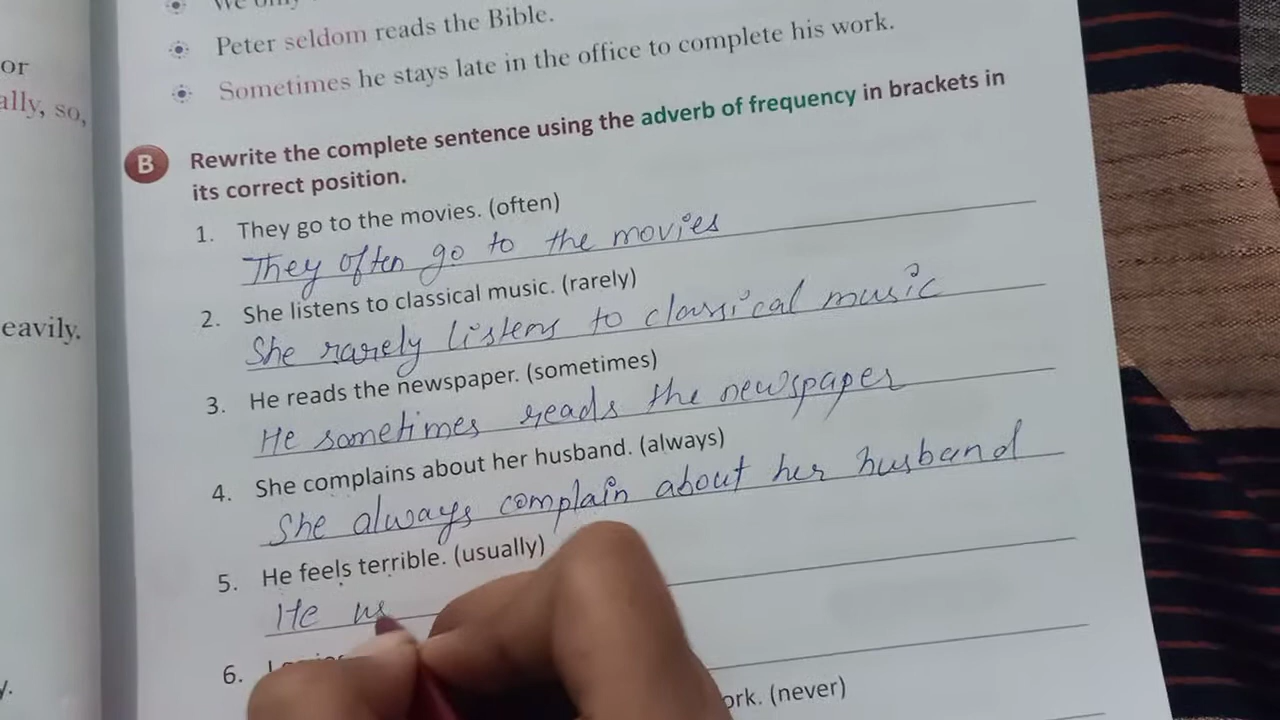 We only
Peter seldom reads the Bible.
Sometimes he stays late in the office to complete his work.
or
ally, so,
B Rewrite the complete sentence using the adverb of frequency in brackets in
its correct position.
1. They go to the movies. (often)
They often go to the movies
2. She listens to classical music. (rarely)
She rarely listens to classical music
eavily.
3. He reads the newspaper. (sometimes)
He sometimes reads the newspaper
4. She complains about her husband. (always)
She always complain about her husband
5. He feels terrible. (usually)
He us
6. I
ork. (never)
y.